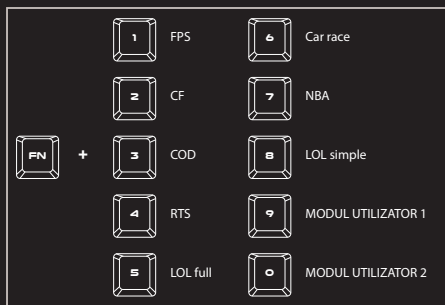 1 FPS 6 Car race
2 CF 7 NBA
FN + 3 COD 8 LOL simple
4 RTS 9 MODUL UTILIZATOR 1
5 LOL full 0 MODUL UTILIZATOR 2